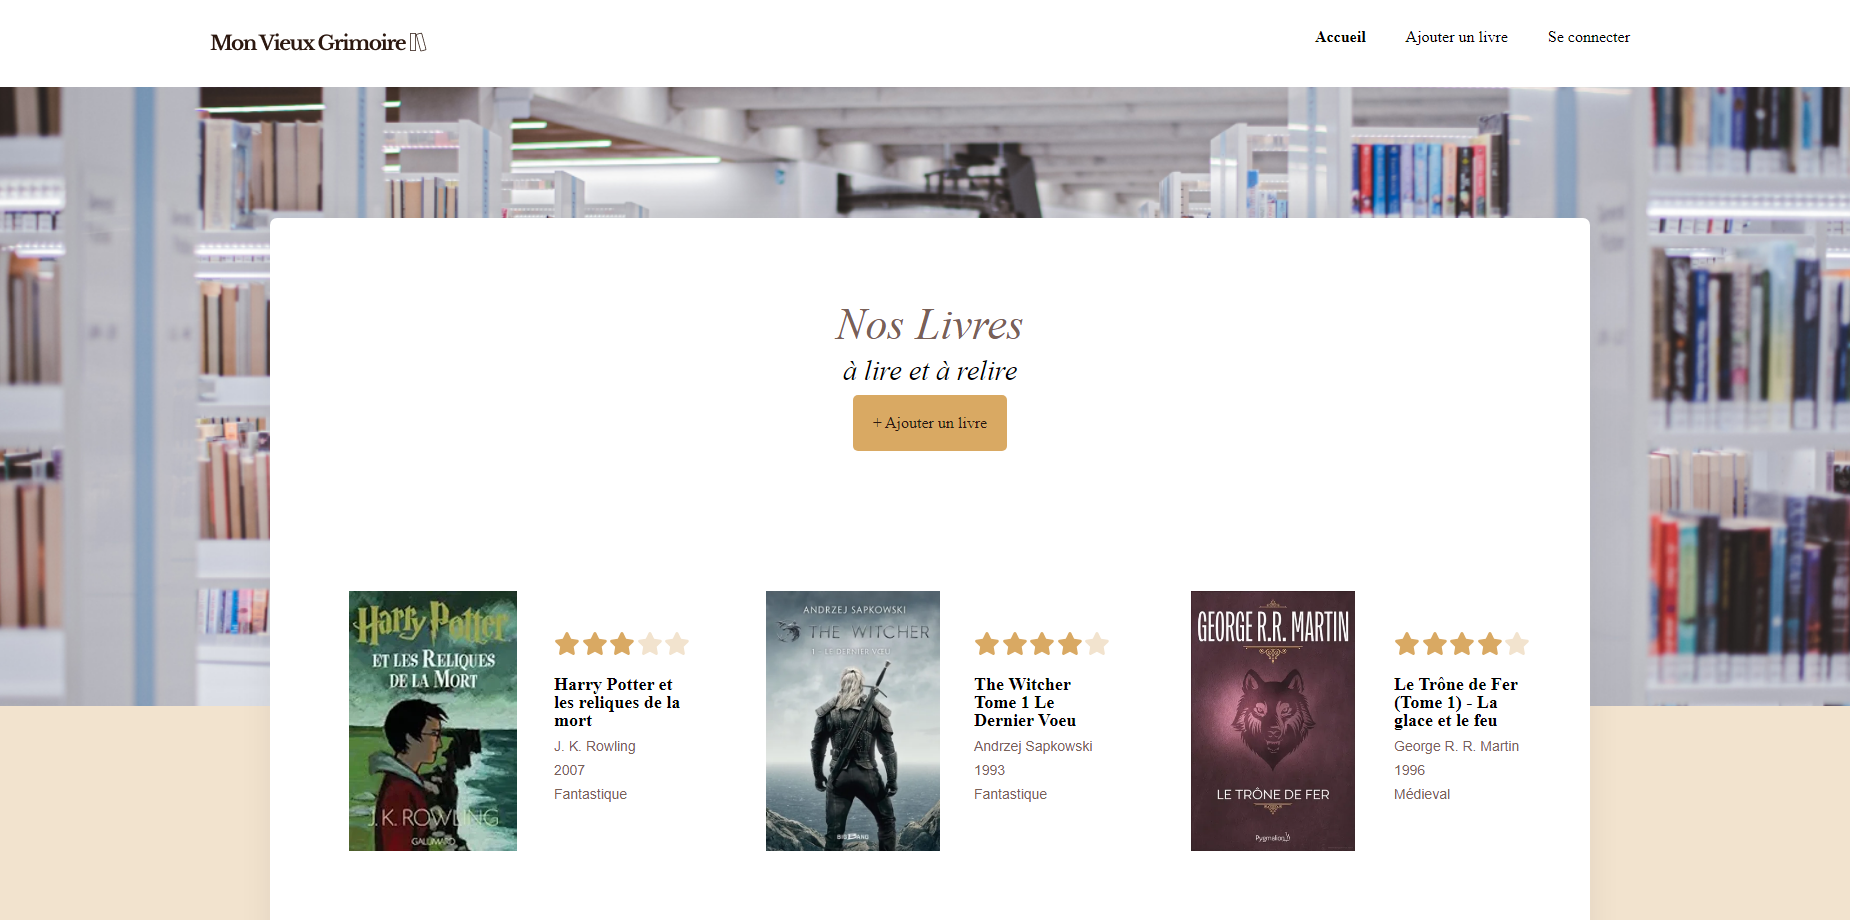 Mon Vieux Grimoire
Accueil
Ajouter un livre
Se connecter
Nos Livres
à lire et à relire
+ Ajouter un livre
Harry Potter
ET LES RELIQUES
DE LA MORT
J.K. ROWLING
GALLIMARD
Harry Potter et
les reliques de la
mort
J. K. Rowling
2007
Fantastique
ANDRZEJ SAPKOWSKI
THE WITCHER
1 - LE DERNIER VŒU
BIGBANG
The Witcher
Tome 1 Le
Dernier Voeu
Andrzej Sapkowski
1993
Fantastique
GEORGE R.R. MARTIN
LE TRÔNE DE FER
Pygmalion
Le Trône de Fer
(Tome 1) - La
glace et le feu
George R. R. Martin
1996
Médieval